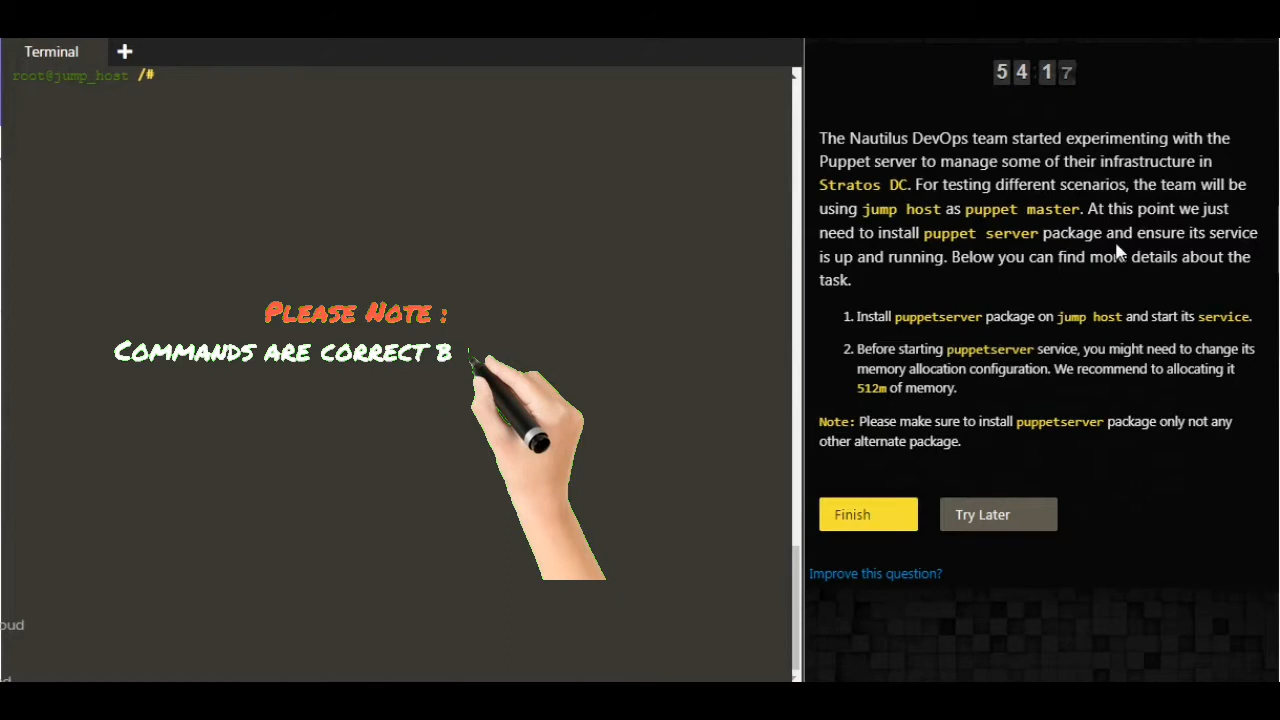 Terminal
root@jump_host /#
PLEASE NOTE :
COMMANDS ARE CORRECT B
oud
54:17
The Nautilus DevOps team started experimenting with the
Puppet server to manage some of their infrastructure in
Stratos DC. For testing different scenarios, the team will be
using jump host as puppet master. At this point we just
need to install puppet server package and ensure its service
is up and running. Below you can find more details about the
task.
1. Install puppetserver package on jump host and start its service.
2. Before starting puppetserver service, you might need to change its
memory allocation configuration. We recommend to allocating it
512m of memory.
Note: Please make sure to install puppetserver package only not any
other alternate package.
Finish
Try Later
Improve this question?